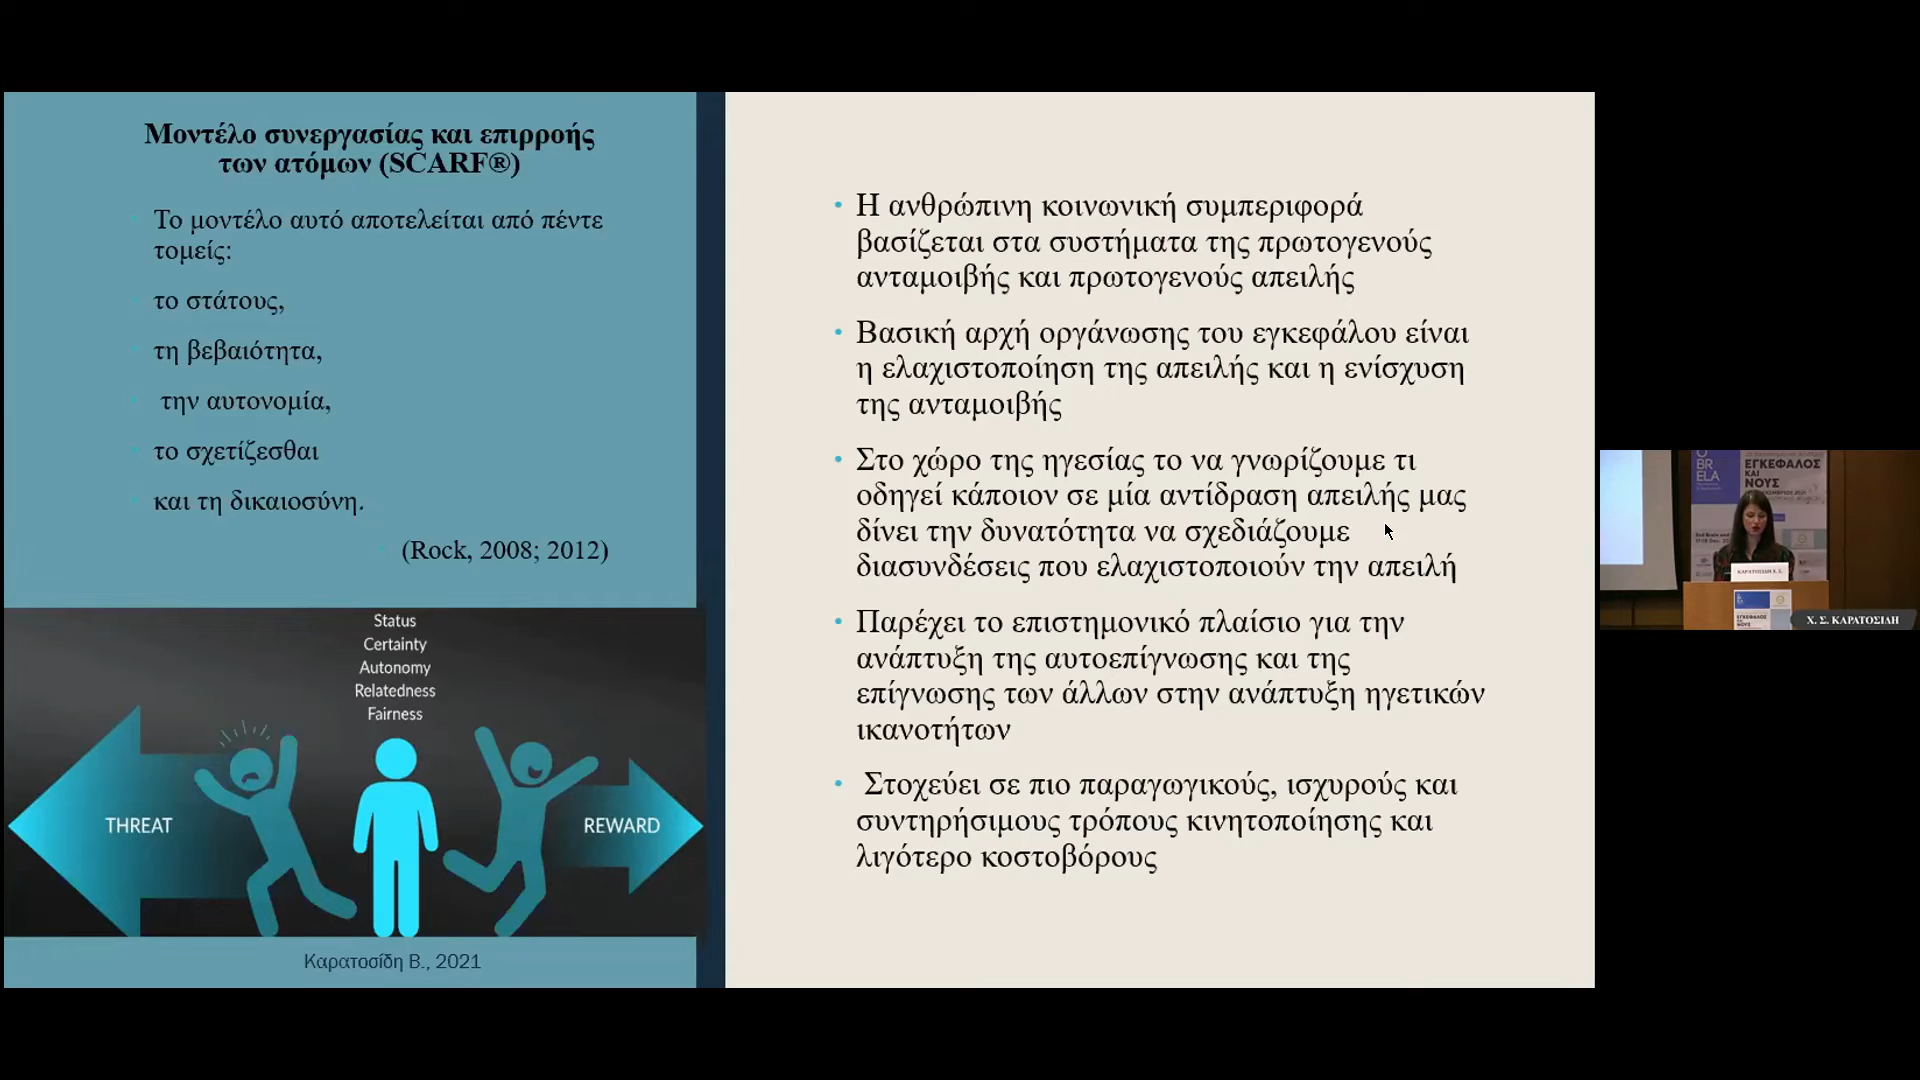 Μοντέλο συνεργασίας και επιρροής
των ατόμων (SCARF®)
Το μοντέλο αυτό αποτελείται από πέντε
τομείς:
το στάτους,
τη βεβαιότητα,
την αυτονομία,
το σχετίζεσθαι
και τη δικαιοσύνη.
(Rock, 2008; 2012)
Status
Certainty
Autonomy
Relatedness
Fairness
THREAT
REWARD
Καρατοσίδη Β., 2021
Η ανθρώπινη κοινωνική συμπεριφορά
βασίζεται στα συστήματα της πρωτογενούς
ανταμοιβής και πρωτογενούς απειλής
Βασική αρχή οργάνωσης του εγκεφάλου είναι
η ελαχιστοποίηση της απειλής και η ενίσχυση
της ανταμοιβής
Στο χώρο της ηγεσίας το να γνωρίζουμε τι
οδηγεί κάποιον σε μία αντίδραση απειλής μας
δίνει την δυνατότητα να σχεδιάζουμε
διασυνδέσεις που ελαχιστοποιούν την απειλή
Παρέχει το επιστημονικό πλαίσιο για την
ανάπτυξη της αυτοεπίγνωσης και της
επίγνωσης των άλλων στην ανάπτυξη ηγετικών
ικανοτήτων
Στοχεύει σε πιο παραγωγικούς, ισχυρούς και
συντηρήσιμους τρόπους κινητοποίησης και
λιγότερο κοστοβόρους
BRELA
ΕΓΚΕΦΑΛΟΣ
ΚΑΙ
ΝΟΥΣ
ΚΑΡΑΤΟΣΙΔΗ Χ. Σ.
ΕΓΚΕΦΑΛΟΣ
Χ. Σ. ΚΑΡΑΤΟΣΙΔΗ